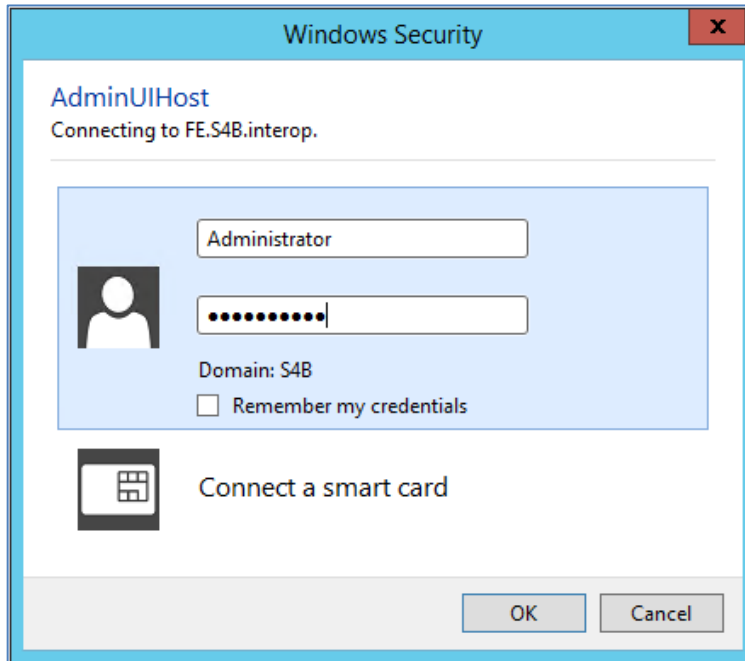 Windows Security
x
AdminUIHost
Connecting to FE.S4B.interop.
Administrator
●●●●●●●●●●
Domain: S4B
Remember my credentials
Connect a smart card
OK
Cancel